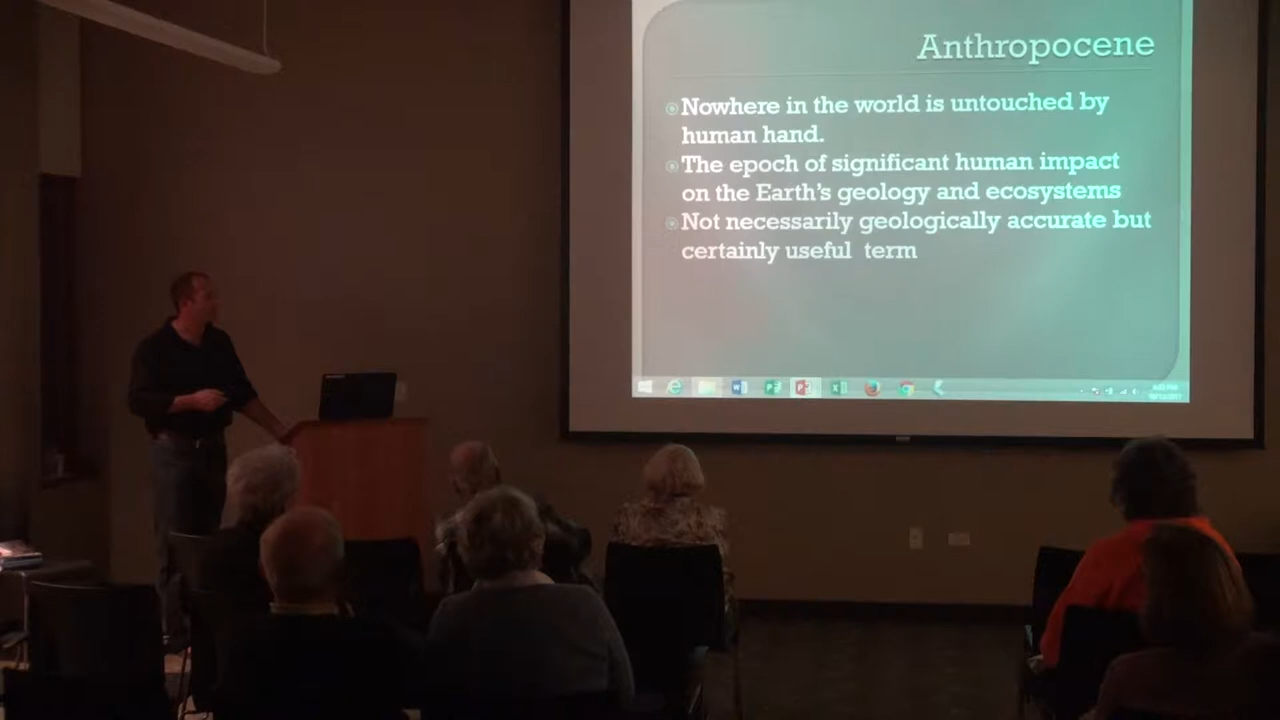 Anthropocene
Nowhere in the world is untouched by
human hand.
The epoch of significant human impact
on the Earth's geology and ecosystems
Not necessarily geologically accurate but
certainly useful term